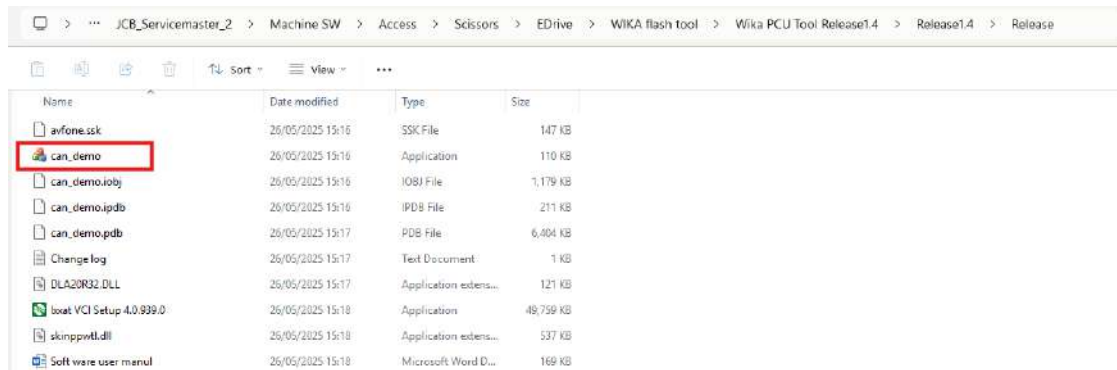 > ... JCB_Servicemaster_2 > Machine SW > Access > Scissors > EDrive > WIKA flash tool > Wika PCU Tool Release1.4 > Release1.4 > Release
Sort View ...
Name Date modified Type Size
avfone.ssk 26/05/2025 15:16 SSK File 147 KB
can_demo 26/05/2025 15:16 Application 110 KB
can_demo.iobj 26/05/2025 15:16 IOBJ File 1,179 KB
can_demo.ipdb 26/05/2025 15:16 IPDB File 211 KB
can_demo.pdb 26/05/2025 15:17 PDB File 6,404 KB
Change log 26/05/2025 15:17 Text Document 1 KB
DLA20R32.DLL 26/05/2025 15:17 Application extens... 121 KB
Ixxat VCI Setup 4.0.939.0 26/05/2025 15:18 Application 49,759 KB
skinppwtl.dll 26/05/2025 15:18 Application extens... 537 KB
Soft ware user manul 26/05/2025 15:18 Microsoft Word D... 169 KB